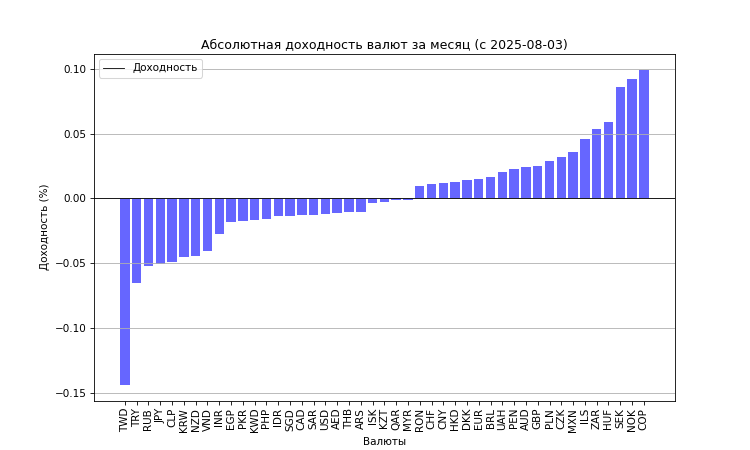 Абсолютная доходность валют за месяц (с 2025-08-03)
Доходность
0.10
0.05
0.00
−0.05
−0.10
−0.15
Доходность (%)
TWD
TRY
RUB
JPY
CLP
KRW
NZD
VND
INR
EGP
PKR
KWD
PHP
IDR
SGD
CAD
SAR
USD
AED
THB
ARS
ISK
KZT
QAR
MYR
RON
CHF
CNY
HKD
DKK
EUR
BRL
UAH
PEN
AUD
GBP
PLN
CZK
MXN
ILS
ZAR
HUF
SEK
NOK
COP
Валюты